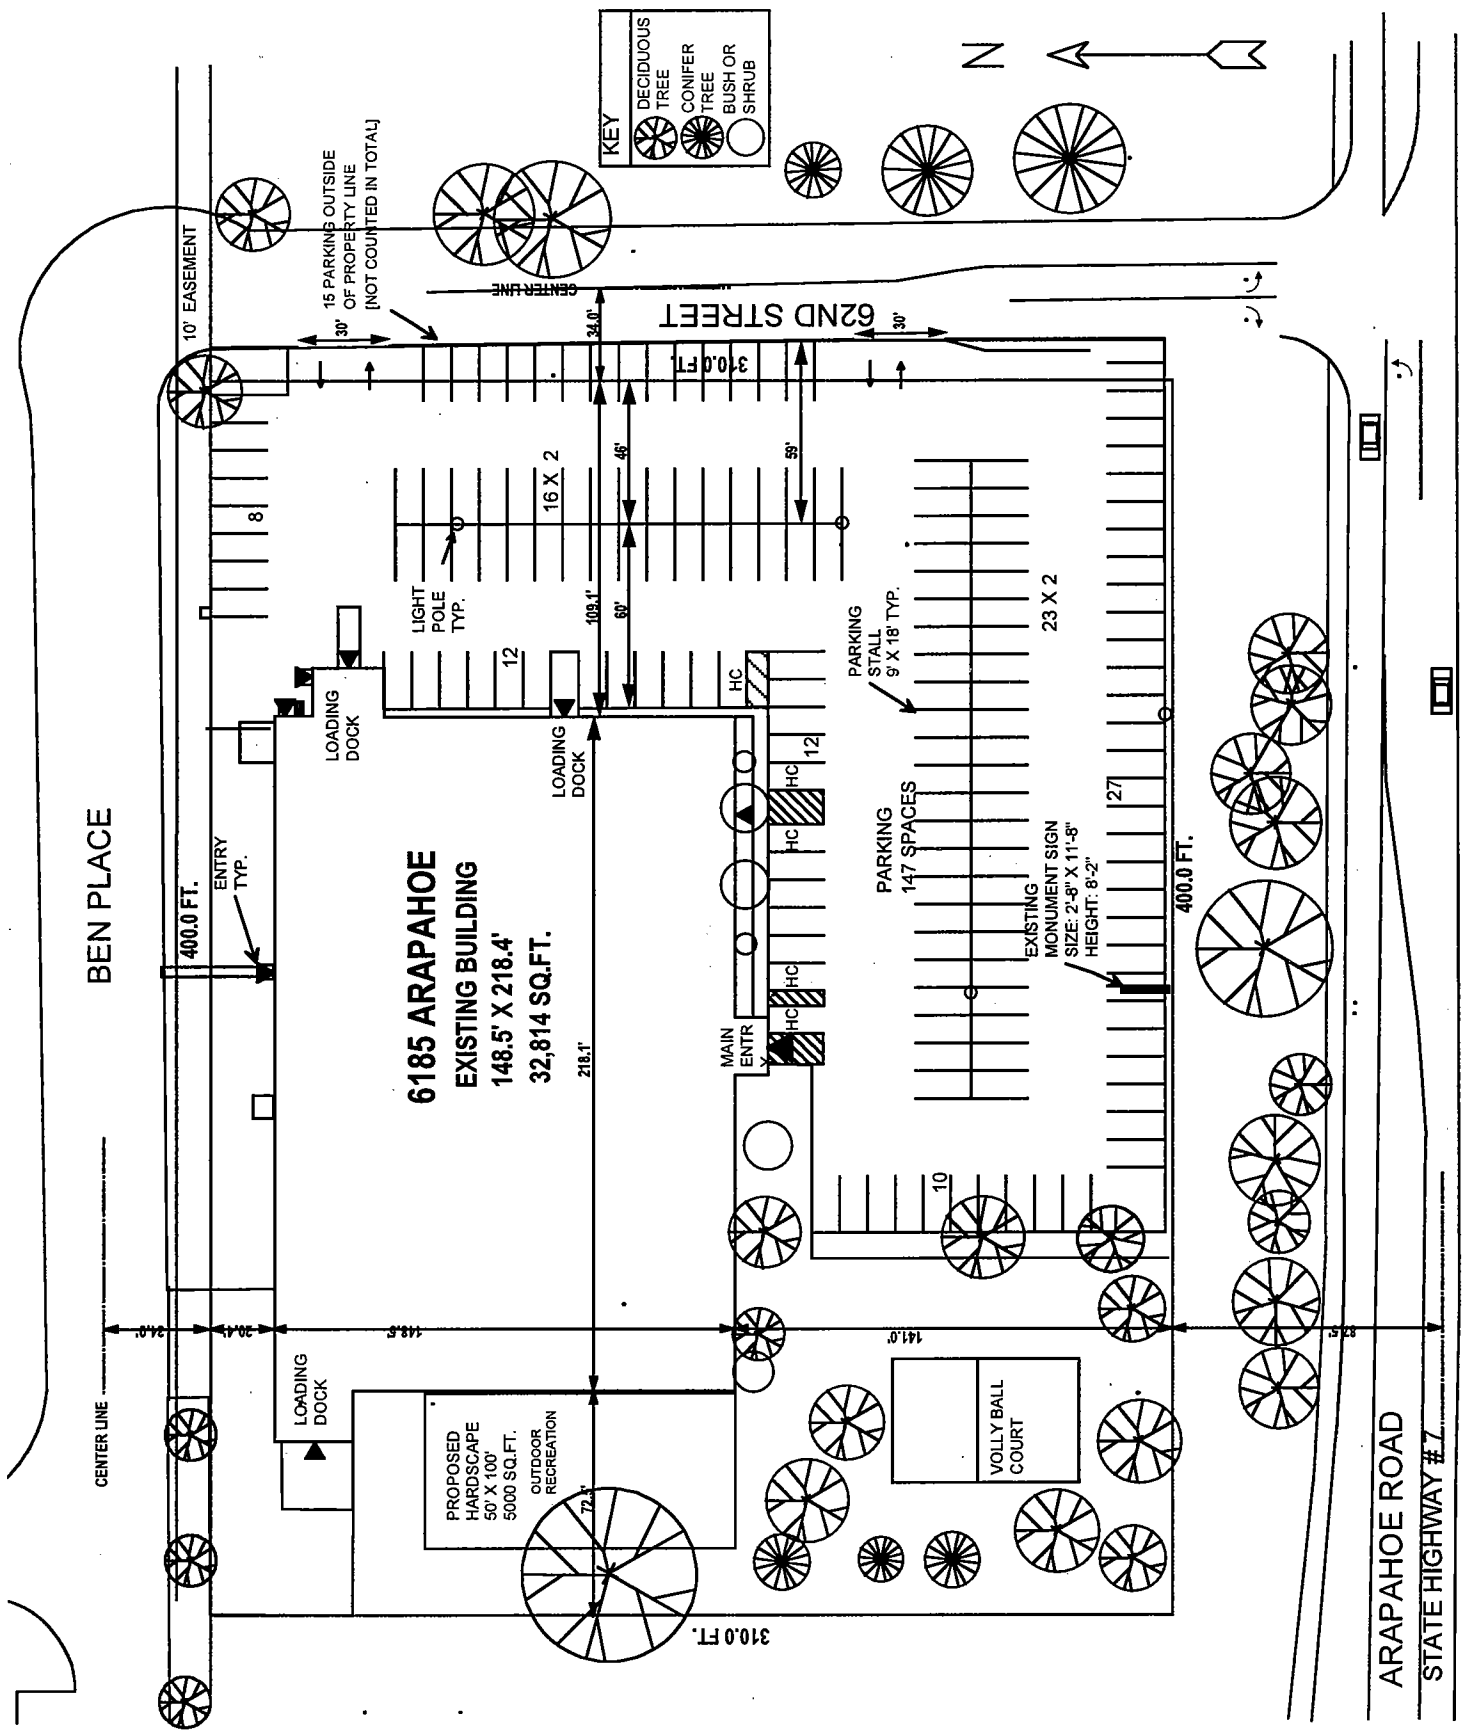 KEY
DECIDUOUS
TREE
CONIFER
TREE
BUSH OR
SHRUB
N
BEN PLACE
CENTER LINE
400.0 FT.
ENTRY
TYP.
10' EASEMENT
15 PARKING OUTSIDE
OF PROPERTY LINE
[NOT COUNTED IN TOTAL]
30'
CENTER LINE
34.0'
62ND STREET
30'
310.0 FT.
8
16 X 2
LIGHT
POLE
TYP.
109.1'
46'
60'
59'
12
LOADING
DOCK
LOADING
DOCK
HC
PARKING
STALL
9' X 18' TYP.
23 X 2
6185 ARAPAHOE
EXISTING BUILDING
148.5' X 218.4'
32,814 SQ.FT.
218.1'
12
HC
HC
HC
HC
MAIN
ENTR
Y
PARKING
147 SPACES
27
EXISTING
MONUMENT SIGN
SIZE: 2'-8" X 11'-8"
HEIGHT: 8'-2"
400.0 FT.
10
34.0'
20.4'
148.5'
141.0'
87.5'
LOADING
DOCK
PROPOSED
HARDSCAPE
50' X 100'
5000 SQ.FT.
OUTDOOR
RECREATION
VOLLYBALL
COURT
310.0 FT.
ARAPAHOE ROAD
STATE HIGHWAY # 7